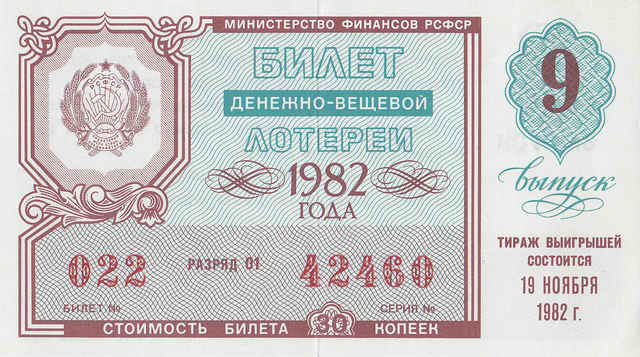 МИНИСТЕРСТВО ФИНАНСОВ РСФСР
БИЛЕТ
ДЕНЕЖНО-ВЕЩЕВОЙ
ЛОТЕРЕИ
1982
ГОДА
022 РАЗРЯД 01 42460
БИЛЕТ № СЕРИЯ №
СТОИМОСТЬ БИЛЕТА 30 КОПЕЕК
9
выпуск
ТИРАЖ ВЫИГРЫШЕЙ
СОСТОИТСЯ
19 НОЯБРЯ
1982 г.
РСФСР